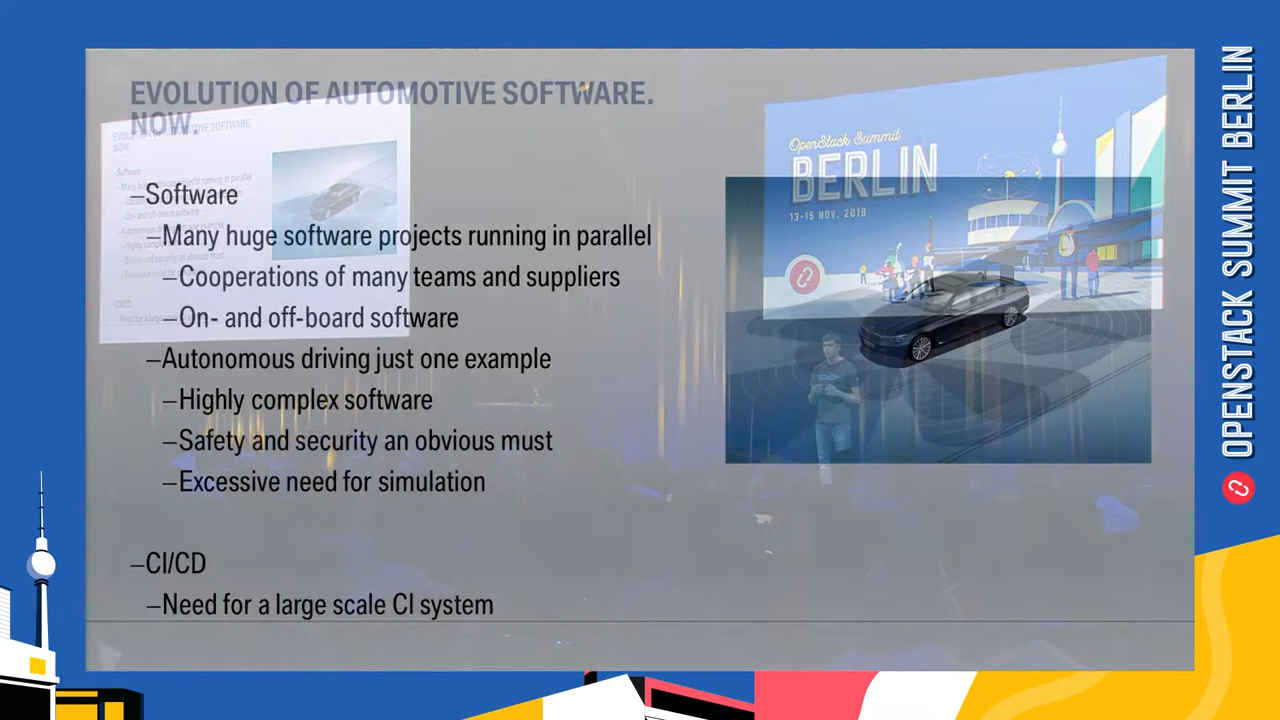 EVOLUTION OF AUTOMOTIVE SOFTWARE.
NOW.
–Software
–Many huge software projects running in parallel
–Cooperations of many teams and suppliers
–On- and off-board software
–Autonomous driving just one example
–Highly complex software
–Safety and security an obvious must
–Excessive need for simulation
–CI/CD
–Need for a large scale CI system
OpenStack Summit
BERLIN
13-15 NOV. 2018
OPENSTACK SUMMIT BERLIN